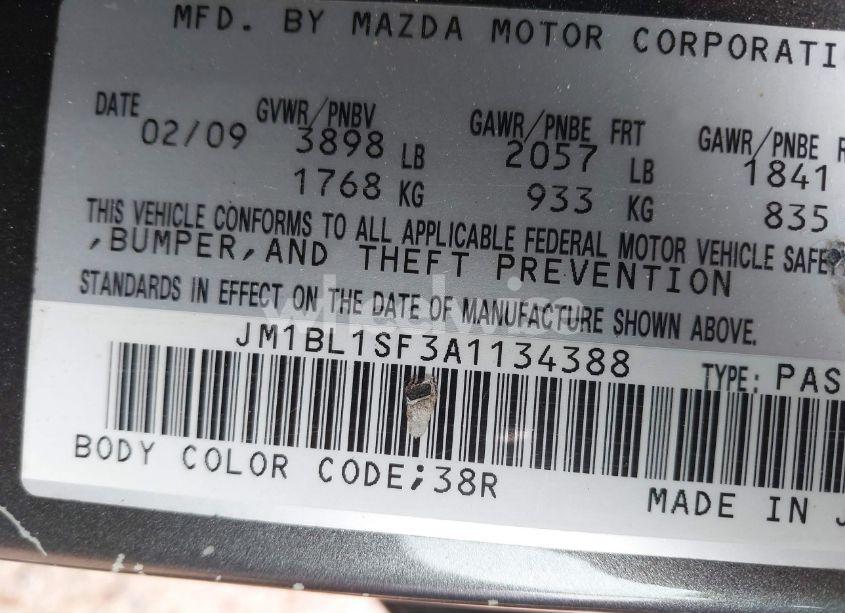 MFD. BY MAZDA MOTOR CORPORATI
DATE GVWR/PNBV GAWR/PNBE FRT GAWR/PNBE R
02/09 3898 LB 2057 LB 1841
1768 KG 933 KG 835
THIS VEHICLE CONFORMS TO ALL APPLICABLE FEDERAL MOTOR VEHICLE SAFETY
,BUMPER,AND THEFT PREVENTION
STANDARDS IN EFFECT ON THE DATE OF MANUFACTURE SHOWN ABOVE.
JM1BL1SF3A1134388 TYPE: PAS
BODY COLOR CODE;38R
MADE IN J